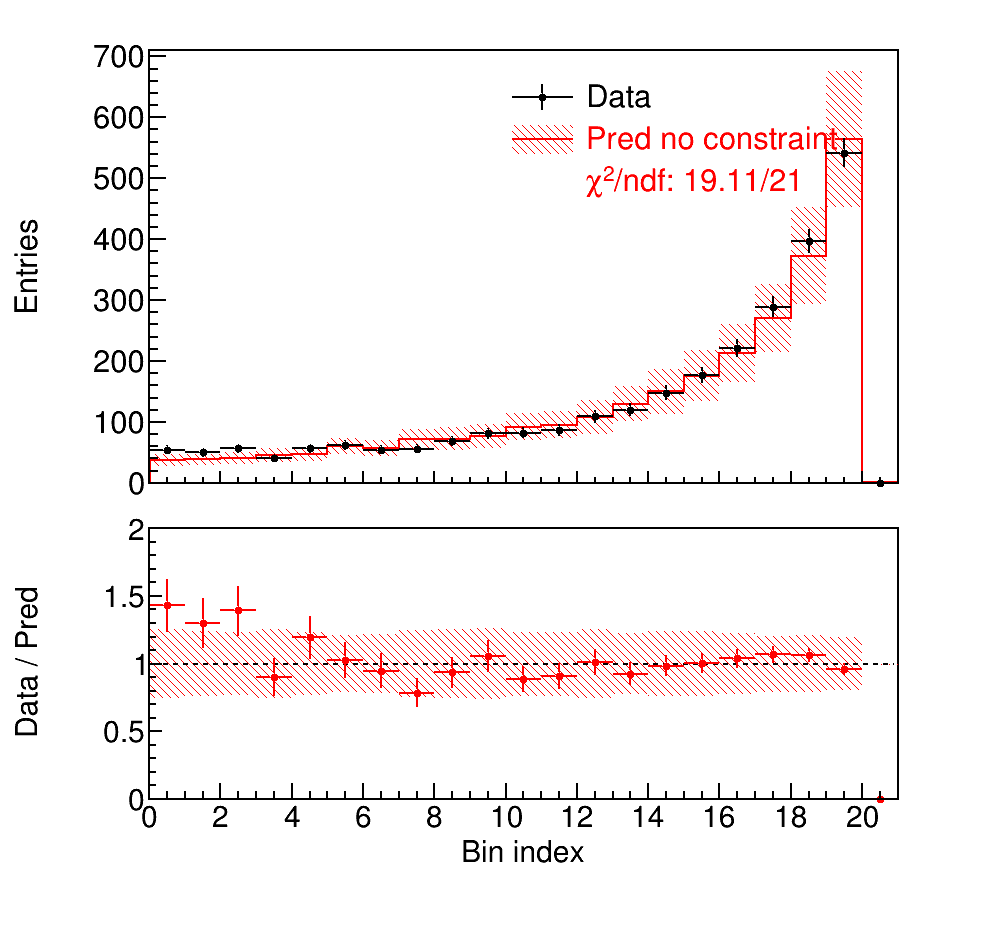 700
600
500
400
300
200
100
0
Entries
Data
Pred no constraint
χ²/ndf: 19.11/21
2
1.5
1
0.5
0
Data / Pred
0 2 4 6 8 10 12 14 16 18 20
Bin index